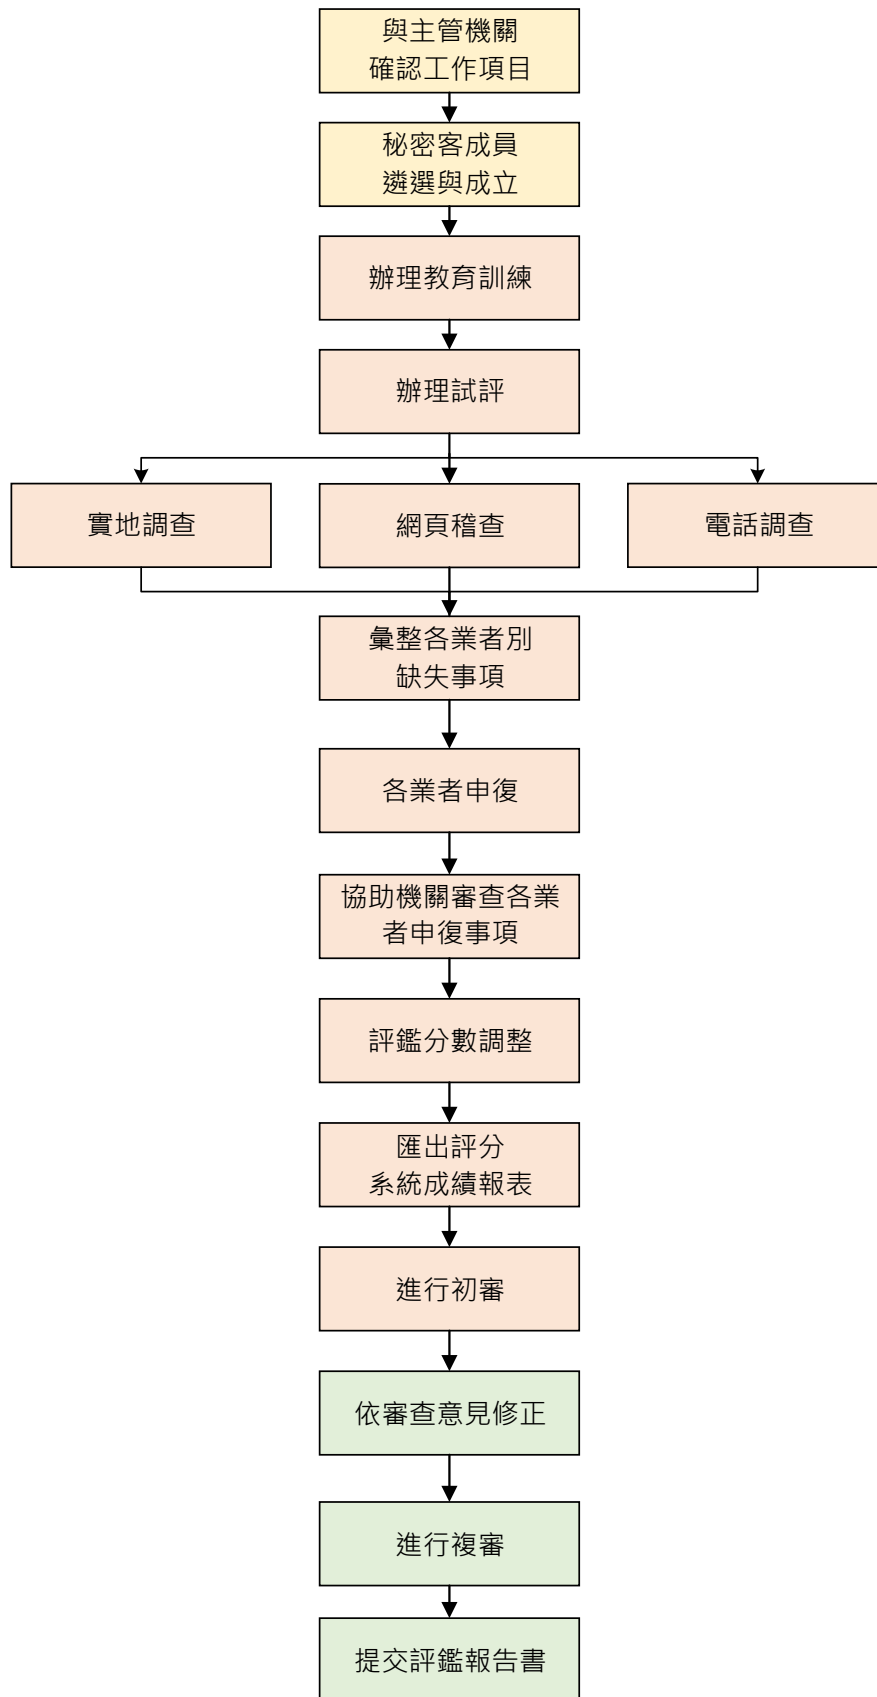 與主管機關
確認工作項目
秘密客成員
遴選與成立
辦理教育訓練
辦理試評
實地調查
網頁稽查
電話調查
彙整各業者別
缺失事項
各業者申復
協助機關審查各業
者申復事項
評鑑分數調整
匯出評分
系統成績報表
進行初審
依審查意見修正
進行複審
提交評鑑報告書